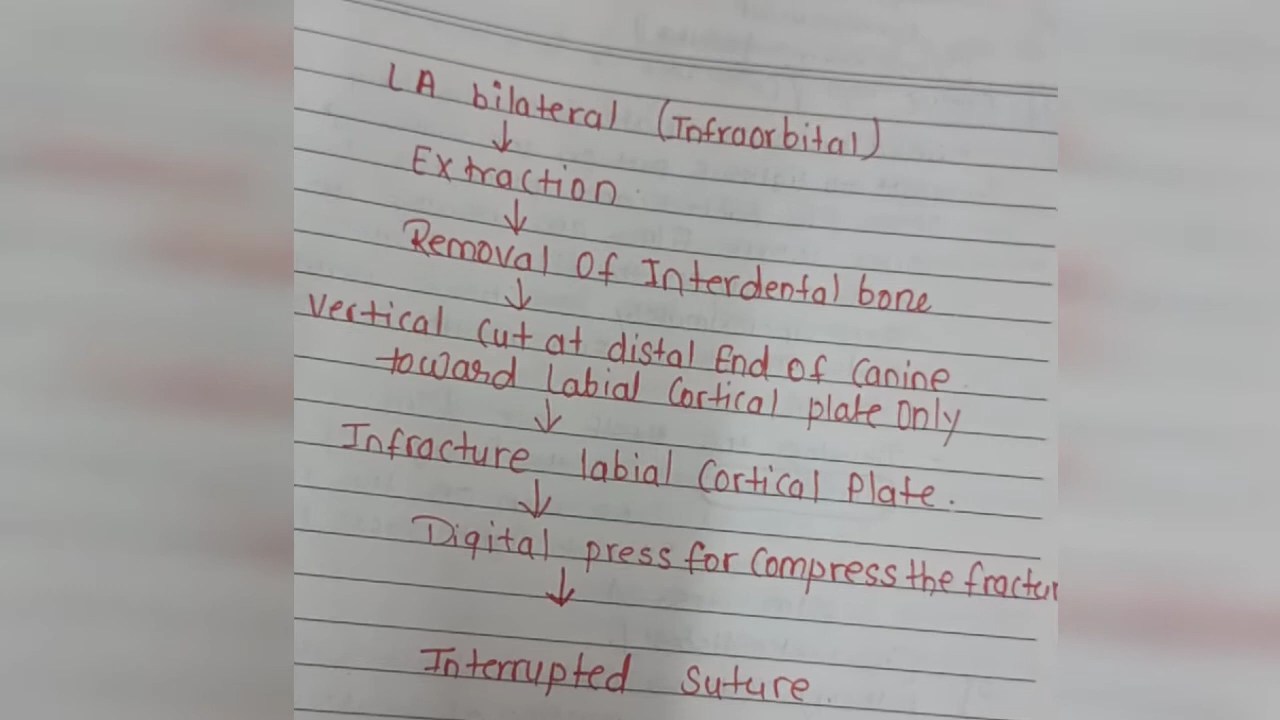 LA bilateral (Infraorbital)
↓
Extraction.
↓
Removal Of Interdental bone
↓
Vertical Cut at distal End of Canine
toward Labial Cortical plate Only
↓
Infracture labial Cortical Plate.
↓
Digital press for Compress the fractur
↓
Interrupted Suture.